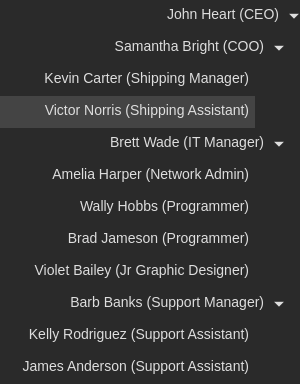 John Heart (CEO)
Samantha Bright (COO)
Kevin Carter (Shipping Manager)
Victor Norris (Shipping Assistant)
Brett Wade (IT Manager)
Amelia Harper (Network Admin)
Wally Hobbs (Programmer)
Brad Jameson (Programmer)
Violet Bailey (Jr Graphic Designer)
Barb Banks (Support Manager)
Kelly Rodriguez (Support Assistant)
James Anderson (Support Assistant)